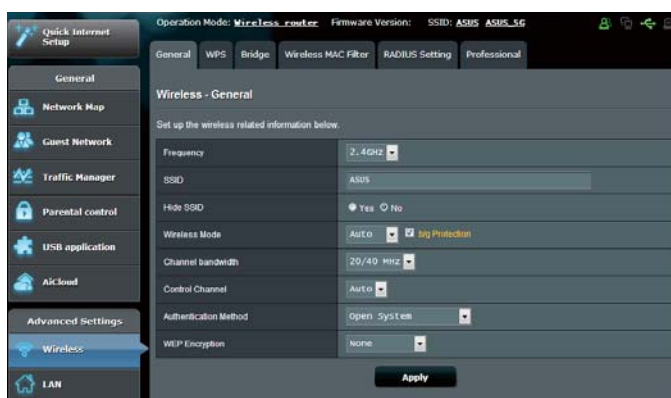 Quick Internet Setup
Operation Mode: Wireless router Firmware Version: SSID: ASUS ASUS_5G
General WPS Bridge Wireless MAC Filter RADIUS Setting Professional
General
Network Map
Guest Network
Traffic Manager
Parental control
USB application
AiCloud
Advanced Settings
Wireless
LAN
Wireless - General
Set up the wireless related information below.
Frequency 2.4GHz
SSID ASUS
Hide SSID Yes No
Wireless Mode Auto b/g Protection
Channel bandwidth 20/40 MHz
Control Channel Auto
Authentication Method Open System
WEP Encryption None
Apply